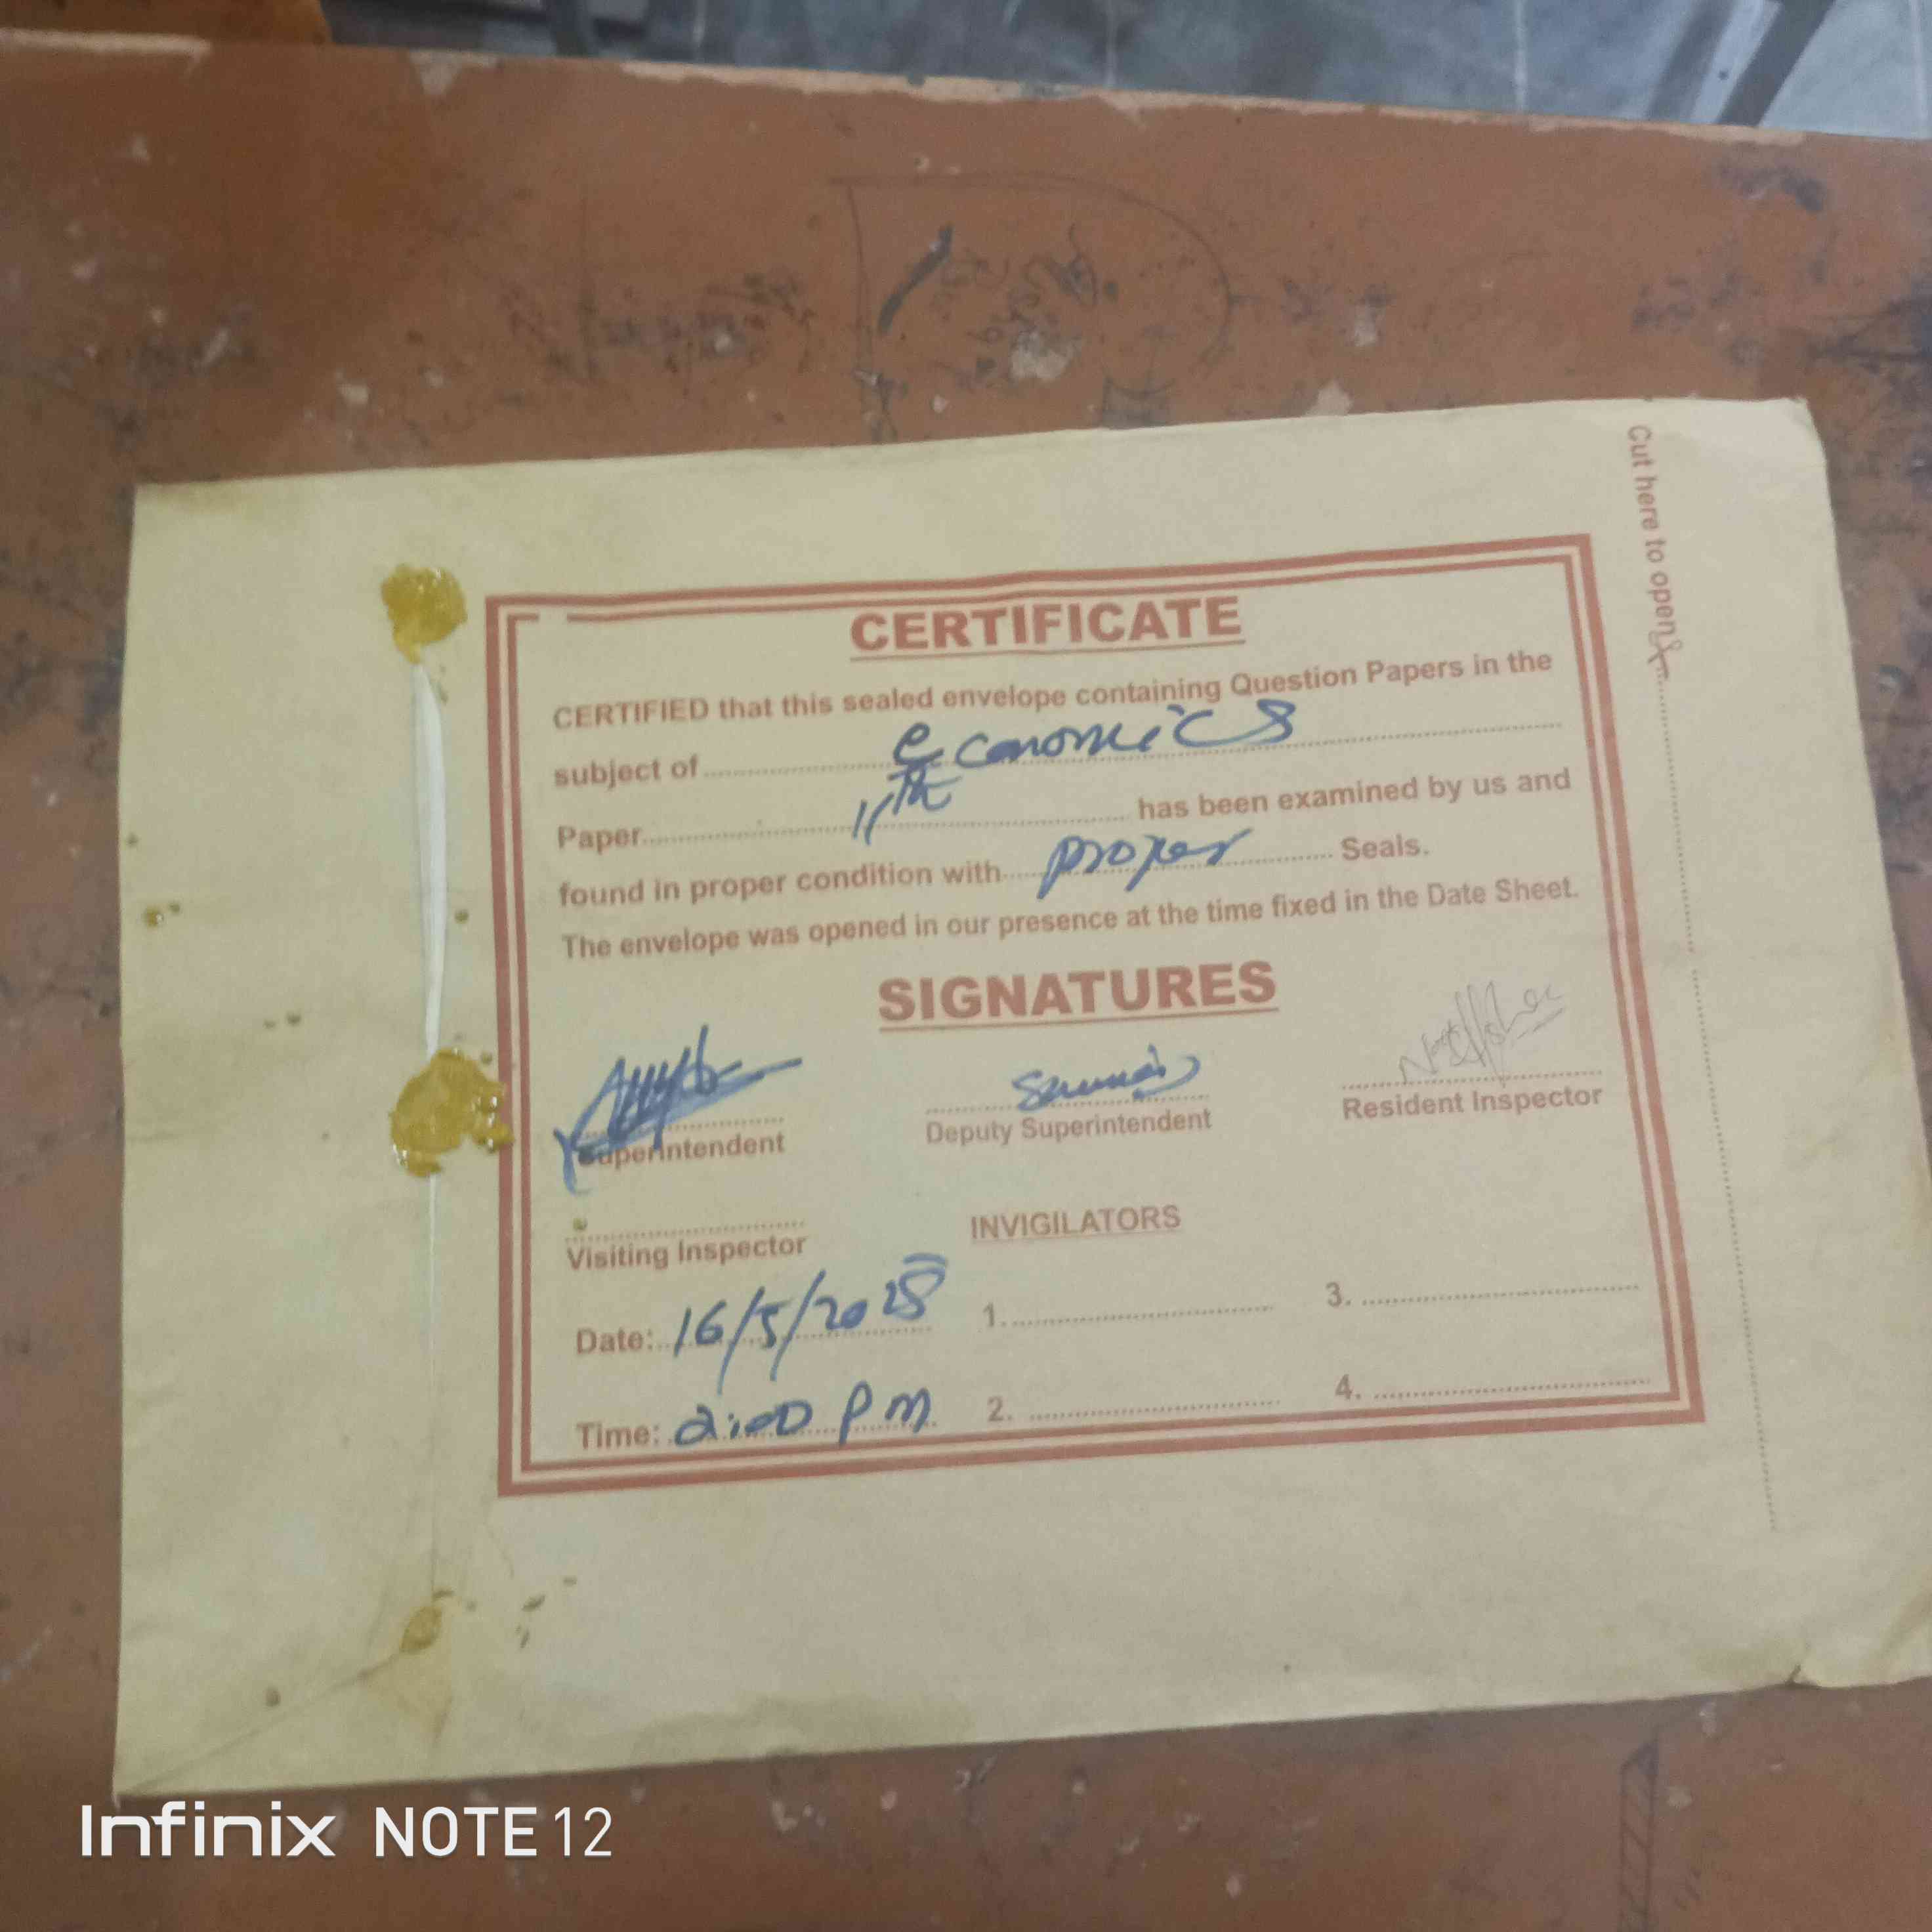 Cut here to open
CERTIFICATE
CERTIFIED that this sealed envelope containing Question Papers in the
subject of economics
Paper 11th has been examined by us and
found in proper condition with proper Seals.
The envelope was opened in our presence at the time fixed in the Date Sheet.
SIGNATURES
Superintendent
Deputy Superintendent
Resident Inspector
Visiting Inspector
INVIGILATORS
Date: 16/5/2025
1.
3.
Time: 2:00 pm
2.
4.
Infinix NOTE 12